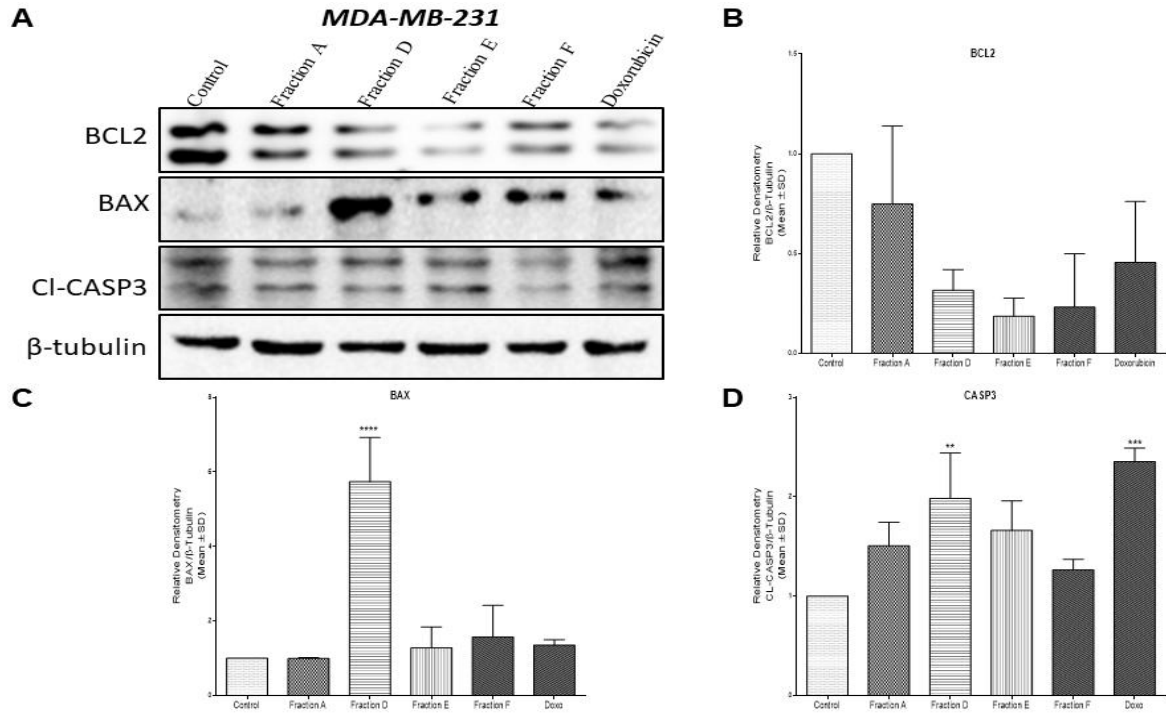 A
MDA-MB-231
Control
Fraction A
Fraction D
Fraction E
Fraction F
Doxorubicin
BCL2
BAX
Cl-CASP3
β-tubulin
B
BCL2
Relative Densitometry
BCL2/β-Tubulin
(Mean ±SD)
1.5
1.0
0.5
0.0
Control
Fraction A
Fraction D
Fraction E
Fraction F
Doxorubicin
C
BAX
Relative Densitometry
BAX/β-Tubulin
(Mean ±SD)
8
6
4
2
0
****
Control
Fraction A
Fraction D
Fraction E
Fraction F
Doxo
D
CASP3
Relative Densitometry
CL-CASP3/β-Tubulin
(Mean ±SD)
3
2
1
0
**
***
Control
Fraction A
Fraction D
Fraction E
Fraction F
Doxo